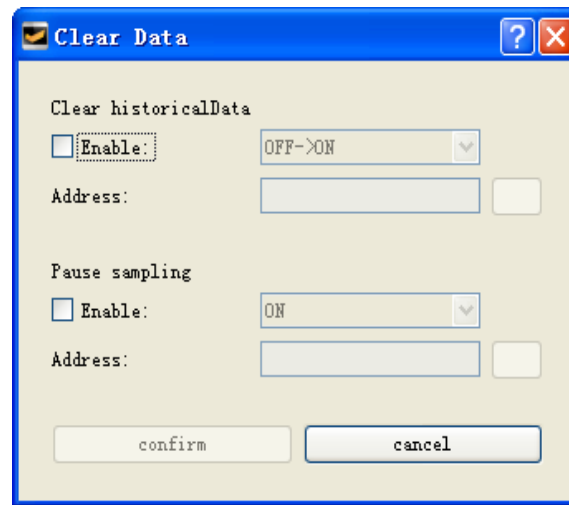 Clear Data ?
Clear historicalData
Enable: OFF->ON
Address:
Pause sampling
Enable: ON
Address:
confirm cancel